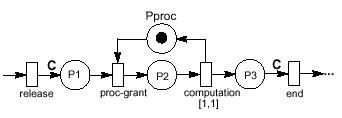 Pproc
C P1 P2 P3 C
release proc-grant computation end
[1,1]